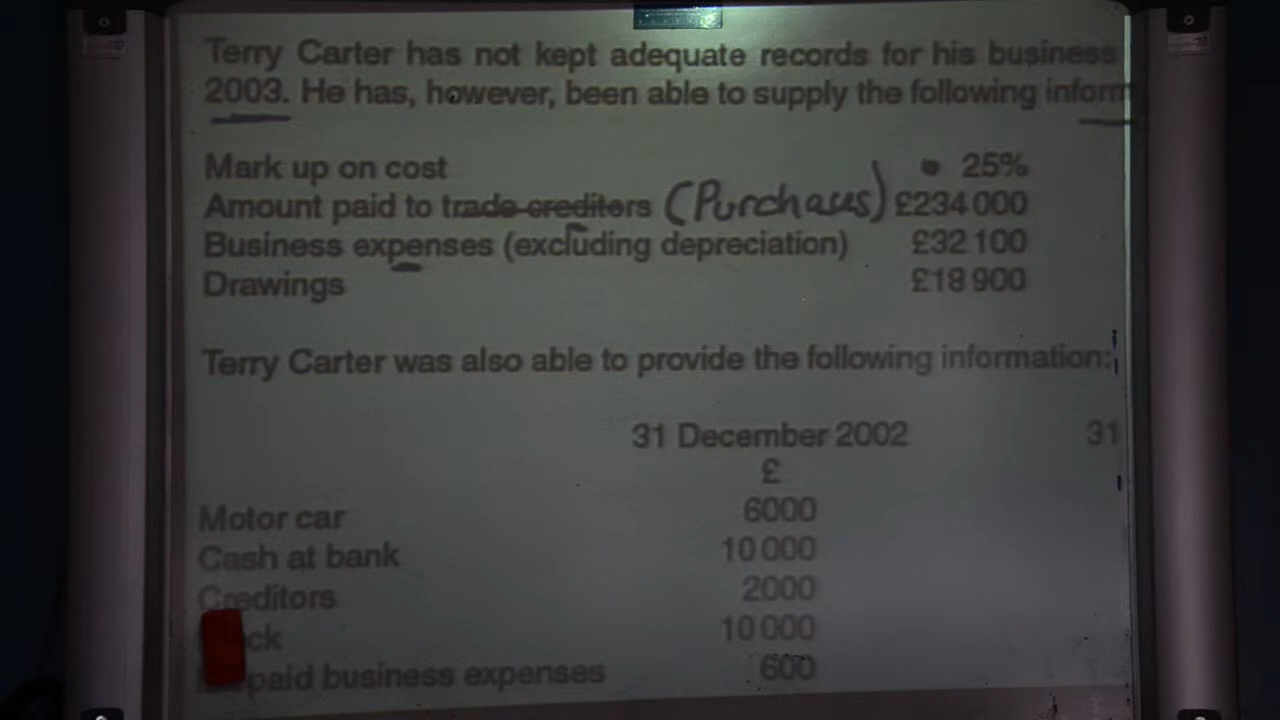 Terry Carter has not kept adequate records for his business
2003. He has, however, been able to supply the following inform
Mark up on cost 25%
Amount paid to trade creditors (Purchases) £234 000
Business expenses (excluding depreciation) £32 100
Drawings £18 900
Terry Carter was also able to provide the following information:
31 December 2002 31
£
Motor car 6000
Cash at bank 10 000
Creditors 2000
ck 10 000
paid business expenses 600